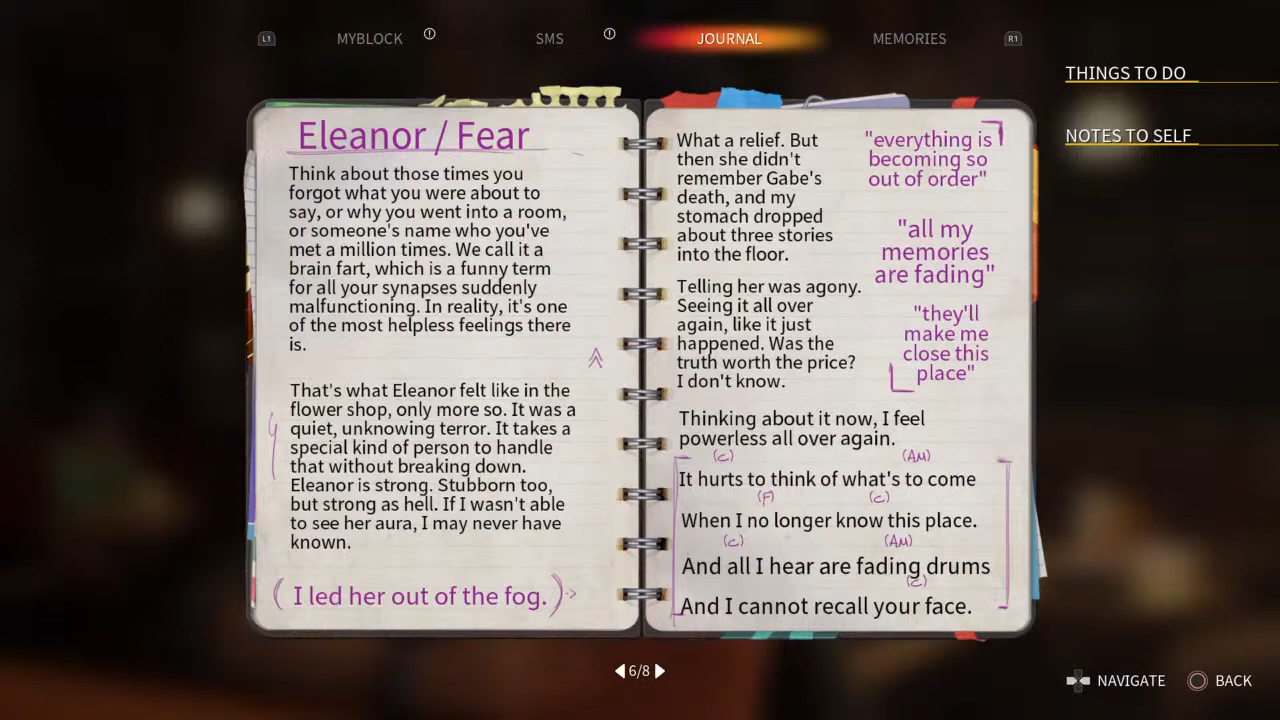 L1
MYBLOCK
SMS
JOURNAL
MEMORIES
R1
THINGS TO DO
NOTES TO SELF
Eleanor / Fear
Think about those times you
forgot what you were about to
say, or why you went into a room,
or someone's name who you've
met a million times. We call it a
brain fart, which is a funny term
for all your synapses suddenly
malfunctioning. In reality, it's one
of the most helpless feelings there
is.
That's what Eleanor felt like in the
flower shop, only more so. It was a
quiet, unknowing terror. It takes a
special kind of person to handle
that without breaking down.
Eleanor is strong. Stubborn too,
but strong as hell. If I wasn't able
to see her aura, I may never have
known.
( I led her out of the fog. )
What a relief. But
then she didn't
remember Gabe's
death, and my
stomach dropped
about three stories
into the floor.
Telling her was agony.
Seeing it all over
again, like it just
happened. Was the
truth worth the price?
I don't know.
"everything is
becoming so
out of order"
"all my
memories
are fading"
"they'll
make me
close this
place"
Thinking about it now, I feel
powerless all over again.
(C) (AM)
It hurts to think of what's to come
(F) (C)
When I no longer know this place.
(C) (AM)
And all I hear are fading drums
(C)
And I cannot recall your face.
6/8
NAVIGATE
BACK